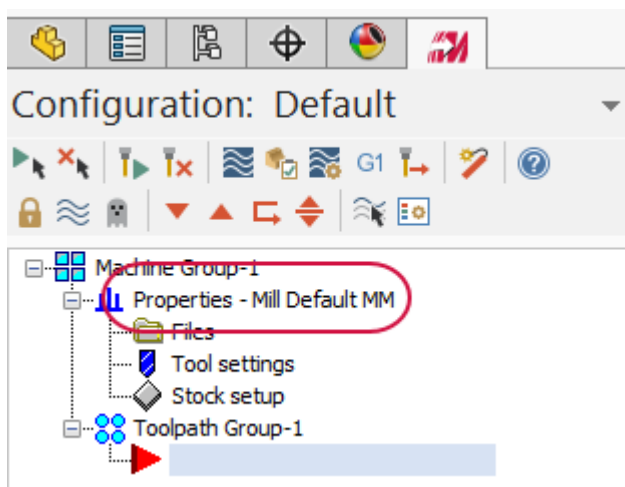 Configuration: Default
G1
Machine Group-1
Properties - Mill Default MM
Files
Tool settings
Stock setup
Toolpath Group-1